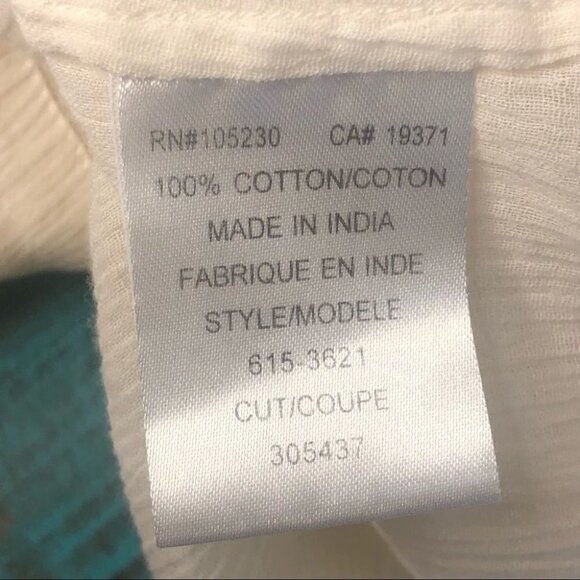 RN#105230 CA# 19371
100% COTTON/COTON
MADE IN INDIA
FABRIQUE EN INDE
STYLE/MODELE
615-3621
CUT/COUPE
305437